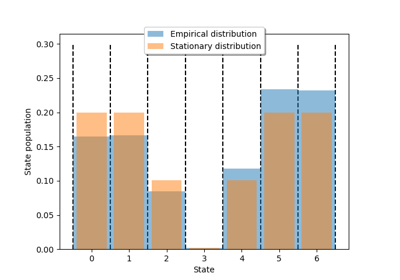 Empirical distribution
Stationary distribution
0.30
0.25
0.20
0.15
0.10
0.05
0.00
State population
0 1 2 3 4 5 6
State